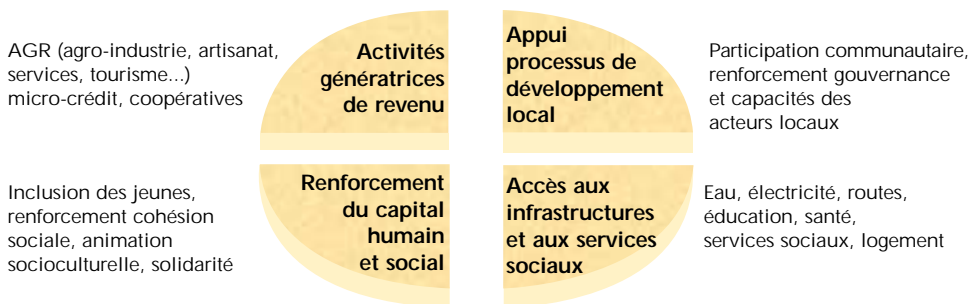 AGR (agro-industrie, artisanat,
services, tourisme...)
micro-crédit, coopératives
Activités
génératrices
de revenu
Appui
processus de
développement
local
Participation communautaire,
renforcement gouvernance
et capacités des
acteurs locaux
Inclusion des jeunes,
renforcement cohésion
sociale, animation
socioculturelle, solidarité
Renforcement
du capital
humain
et social
Accès aux
infrastructures
et aux services
sociaux
Eau, électricité, routes,
éducation, santé,
services sociaux, logement